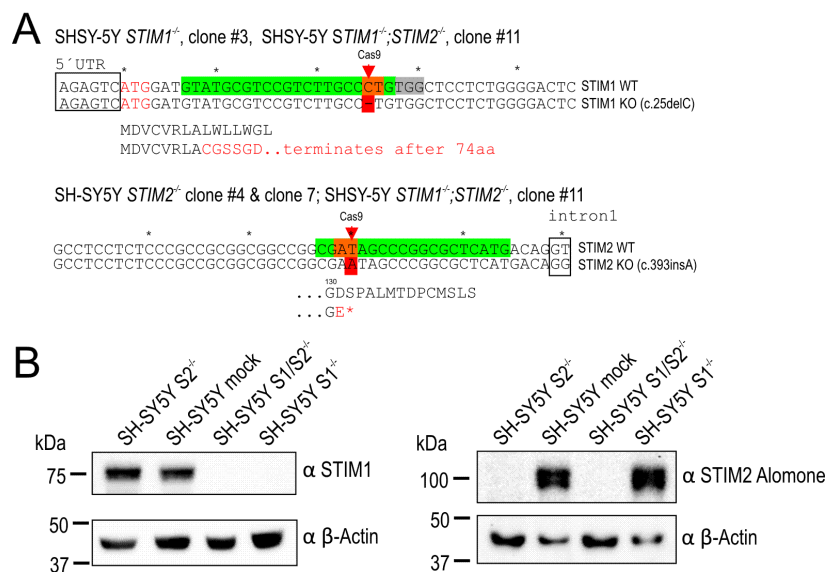 A
SHSY-5Y STIM1-/-, clone #3, SHSY-5Y STIM1-/-;STIM2-/-, clone #11
Cas9
5´UTR * * * * *
AGAGTCATGGATGTATGCGTCCGTCTTGCCCTGTGGCTCCTCTGGGGACTC STIM1 WT
AGAGTCATGGATGTATGCGTCCGTCTTGCC-TGTGGCTCCTCTGGGGACTC STIM1 KO (c.25delC)
MDVCVRLALWLLWGL
MDVCVRLACGSSGD..terminates after 74aa
SH-SY5Y STIM2-/- clone #4 & clone 7; SHSY-5Y STIM1-/-;STIM2-/-, clone #11
Cas9
intron1
* * * * *
GCCTCCTCTCCCGCCGCGGCGGCCGGCGATAGCCCGGCGCTCATGACAGGT STIM2 WT
GCCTCCTCTCCCGCCGCGGCGGCCGGCGAATAGCCCGGCGCTCATGACAGG STIM2 KO (c.393insA)
130
...GDSPALMTDPCMSLS
...GE*
B
SH-SY5Y S2-/-
SH-SY5Y mock
SH-SY5Y S1/S2-/-
SH-SY5Y S1-/-
kDa
75
α STIM1
50
37
α β-Actin
SH-SY5Y S2-/-
SH-SY5Y mock
SH-SY5Y S1/S2-/-
SH-SY5Y S1-/-
kDa
100
α STIM2 Alomone
50
37
α β-Actin